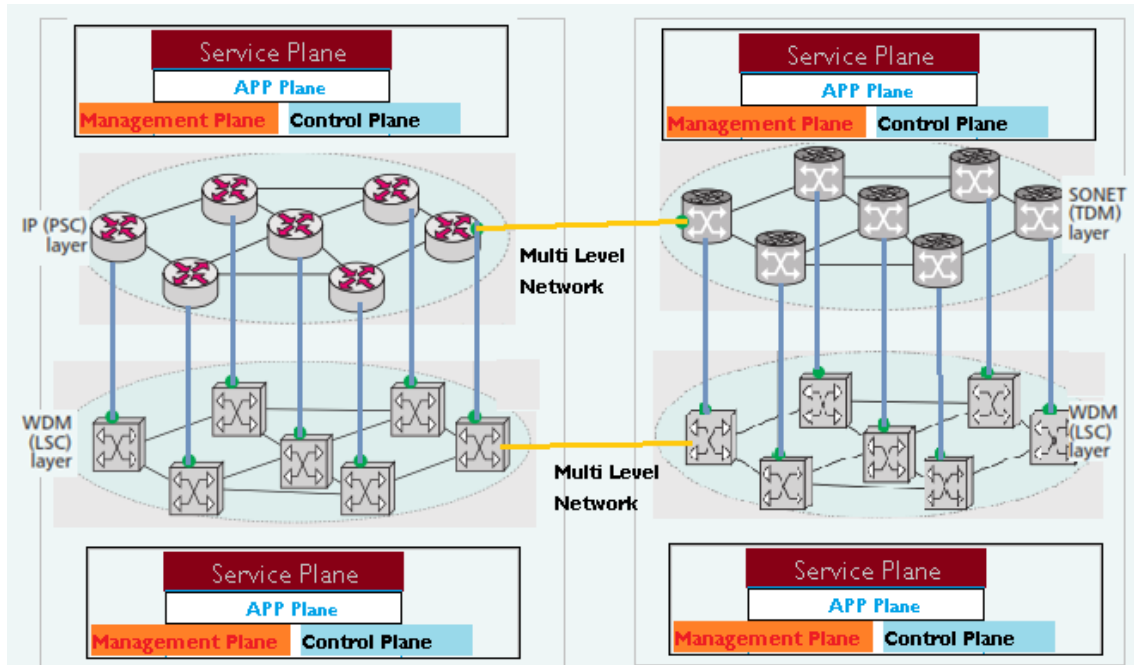 Service Plane
APP Plane
Management Plane Control Plane
Service Plane
APP Plane
Management Plane Control Plane
IP (PSC)
layer
Multi Level
Network
SONET
(TDM)
layer
WDM
(LSC)
layer
Multi Level
Network
WDM
(LSC)
layer
Service Plane
APP Plane
Management Plane Control Plane
Service Plane
APP Plane
Management Plane Control Plane